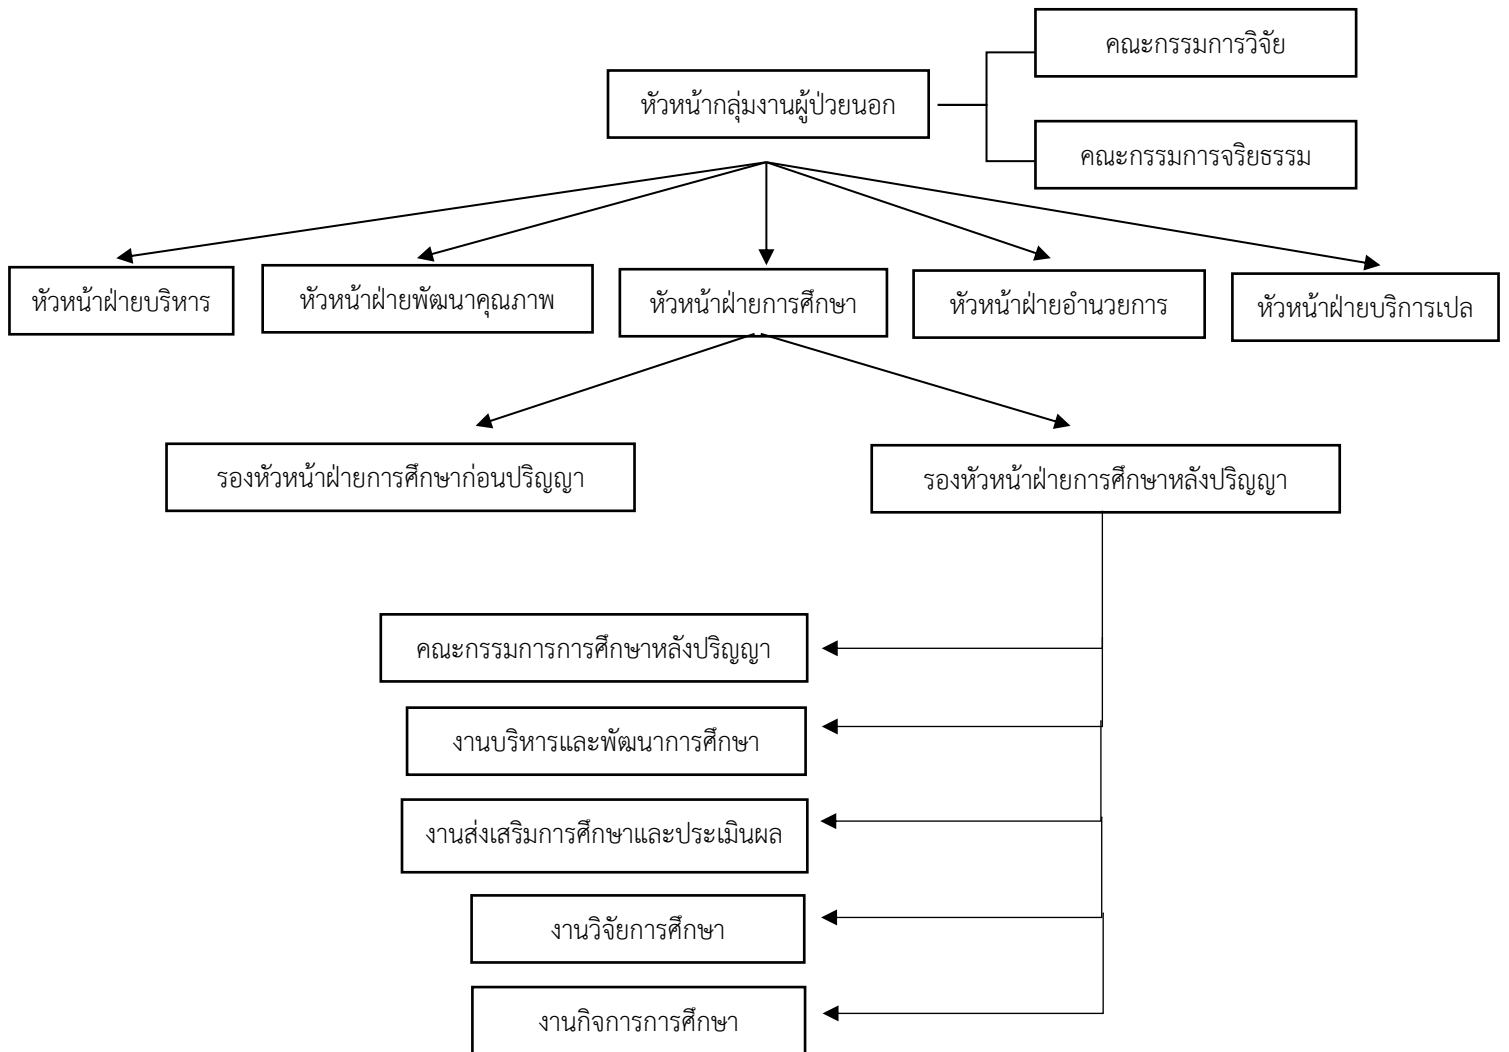 คณะกรรมการวิจัย
หัวหน้ากลุ่มงานผู้ป่วยนอก
คณะกรรมการจริยธรรม
หัวหน้าฝ่ายบริหาร
หัวหน้าฝ่ายพัฒนาคุณภาพ
หัวหน้าฝ่ายการศึกษา
หัวหน้าฝ่ายอำนวยการ
หัวหน้าฝ่ายบริการเปล
รองหัวหน้าฝ่ายการศึกษาก่อนปริญญา
รองหัวหน้าฝ่ายการศึกษาหลังปริญญา
คณะกรรมการการศึกษาหลังปริญญา
งานบริหารและพัฒนาการศึกษา
งานส่งเสริมการศึกษาและประเมินผล
งานวิจัยการศึกษา
งานกิจการการศึกษา